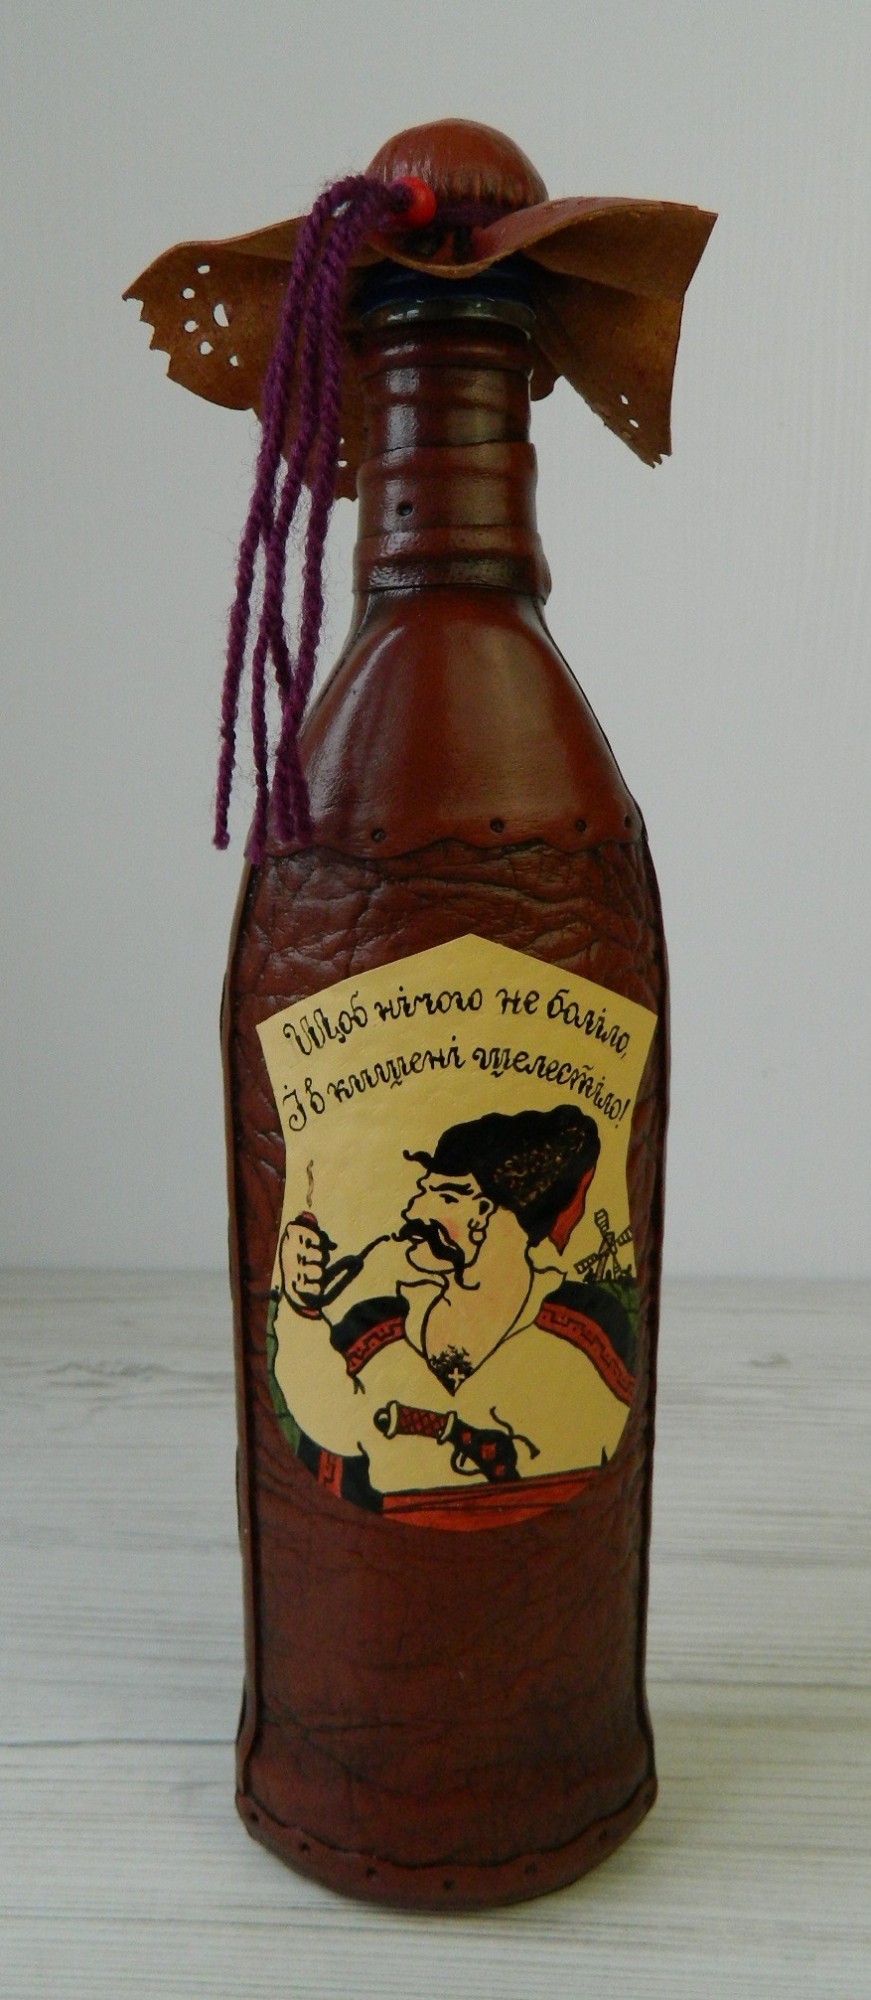 Щоб нічого не боліло,
І в кишені шелестіло!